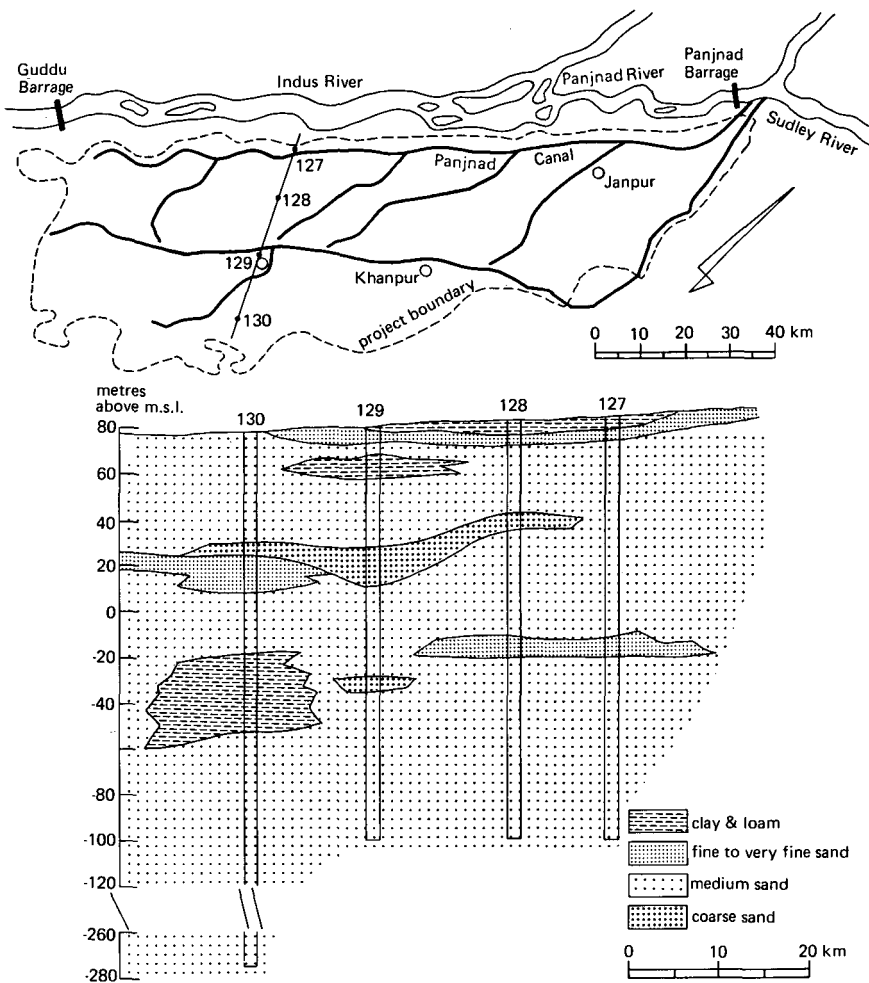 Guddu
Barrage
Indus River
Panjnad River
Panjnad
Barrage
Sudley River
127
Panjnad Canal
Janpur
128
129
Khanpur
130
project boundary
0 10 20 30 40 km
metres
above m.s.l.
130 129 128 127
80
60
40
20
0
-20
-40
-80
-100
-120
-260
-280
clay & loam
fine to very fine sand
medium sand
coarse sand
0 10 20 km